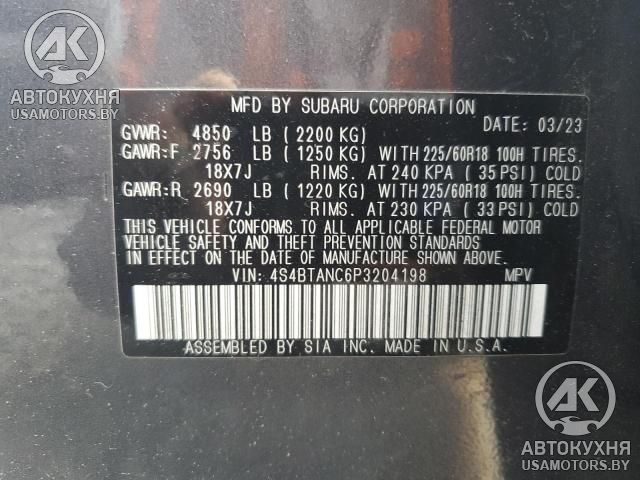 AK
АВТОКУХНЯ
USAMOTORS.BY
MFD BY SUBARU CORPORATION
GVWR: 4850 LB (2200 KG) DATE: 03/23
GAWR:F 2756 LB (1250 KG) WITH 225/60R18 100H TIRES.
18X7J RIMS. AT 240 KPA (35 PSI) COLD
GAWR:R 2690 LB (1220 KG) WITH 225/60R18 100H TIRES.
18X7J RIMS. AT 230 KPA (33 PSI) COLD
THIS VEHICLE CONFORMS TO ALL APPLICABLE FEDERAL MOTOR
VEHICLE SAFETY AND THEFT PREVENTION STANDARDS
IN EFFECT ON THE DATE OF MANUFACTURE SHOWN ABOVE.
VIN: 4S4BTANC6P3204198 MPV
ASSEMBLED BY SIA INC. MADE IN U.S.A.
AK
АВТОКУХНЯ
USAMOTORS.BY